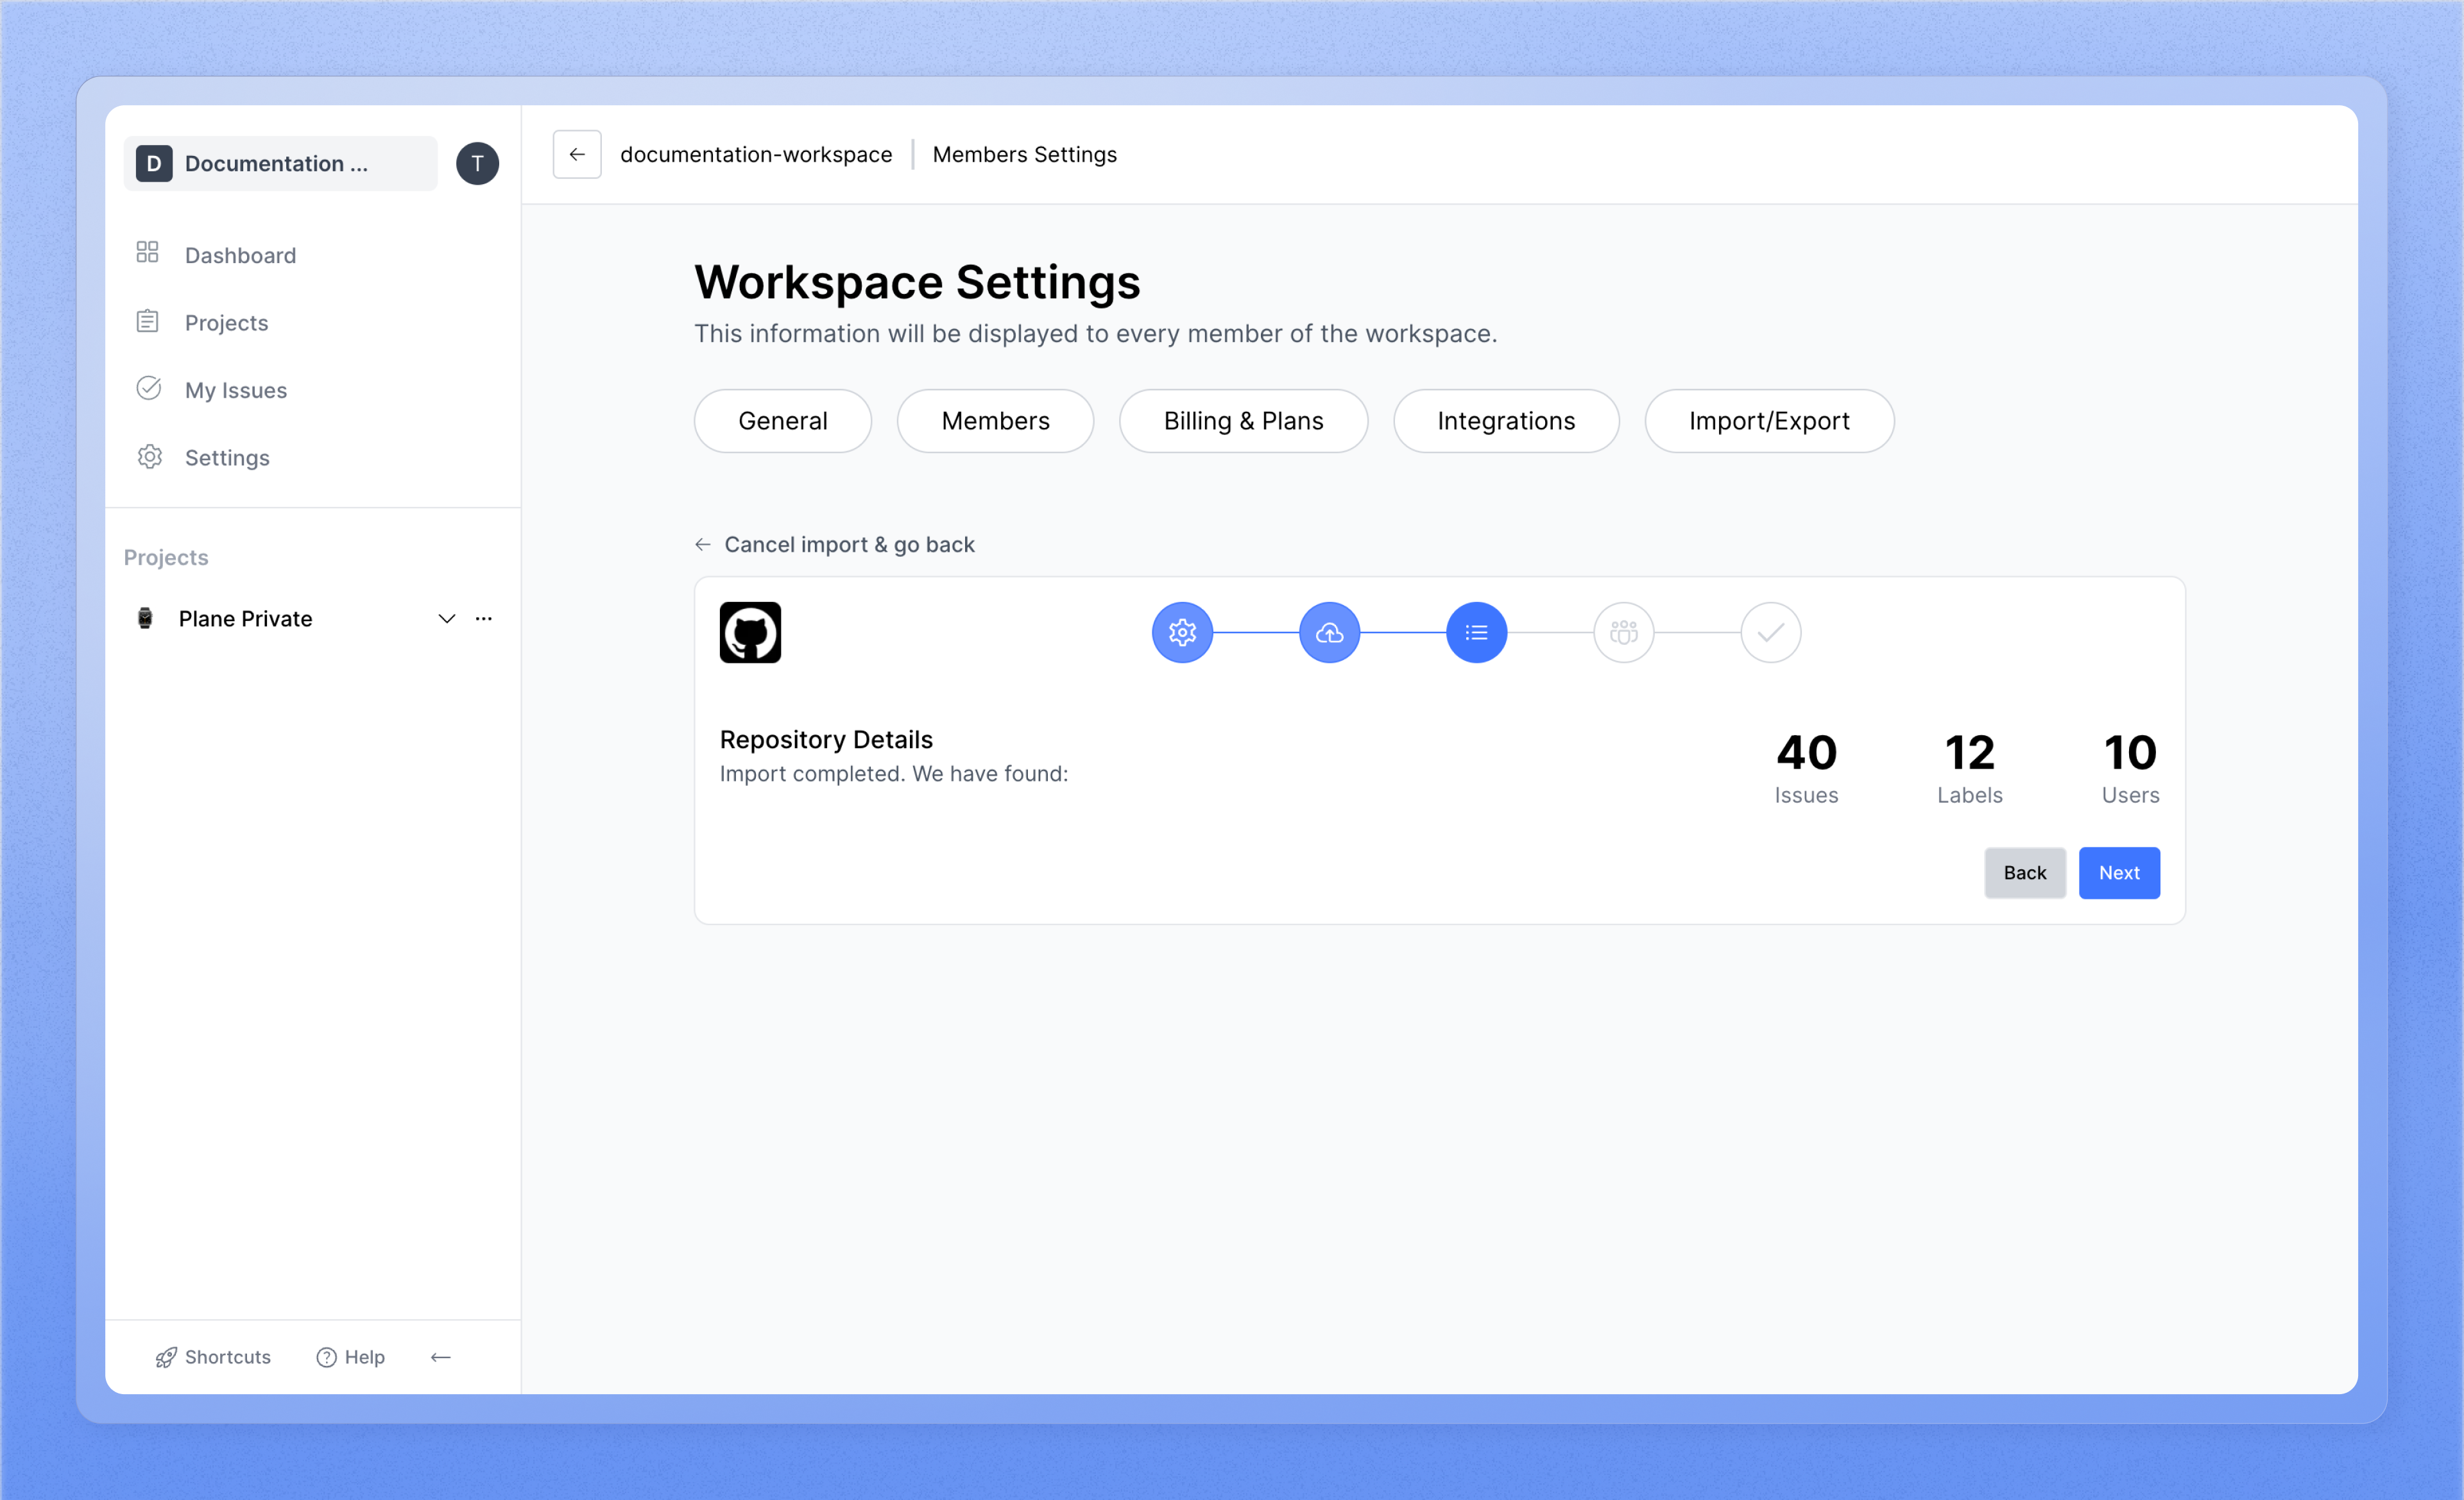 D Documentation ...
T
Dashboard
Projects
My Issues
Settings
Projects
Plane Private
Shortcuts
Help
documentation-workspace
Members Settings
Workspace Settings
This information will be displayed to every member of the workspace.
General
Members
Billing & Plans
Integrations
Import/Export
Cancel import & go back
Repository Details
Import completed. We have found:
40
Issues
12
Labels
10
Users
Back
Next